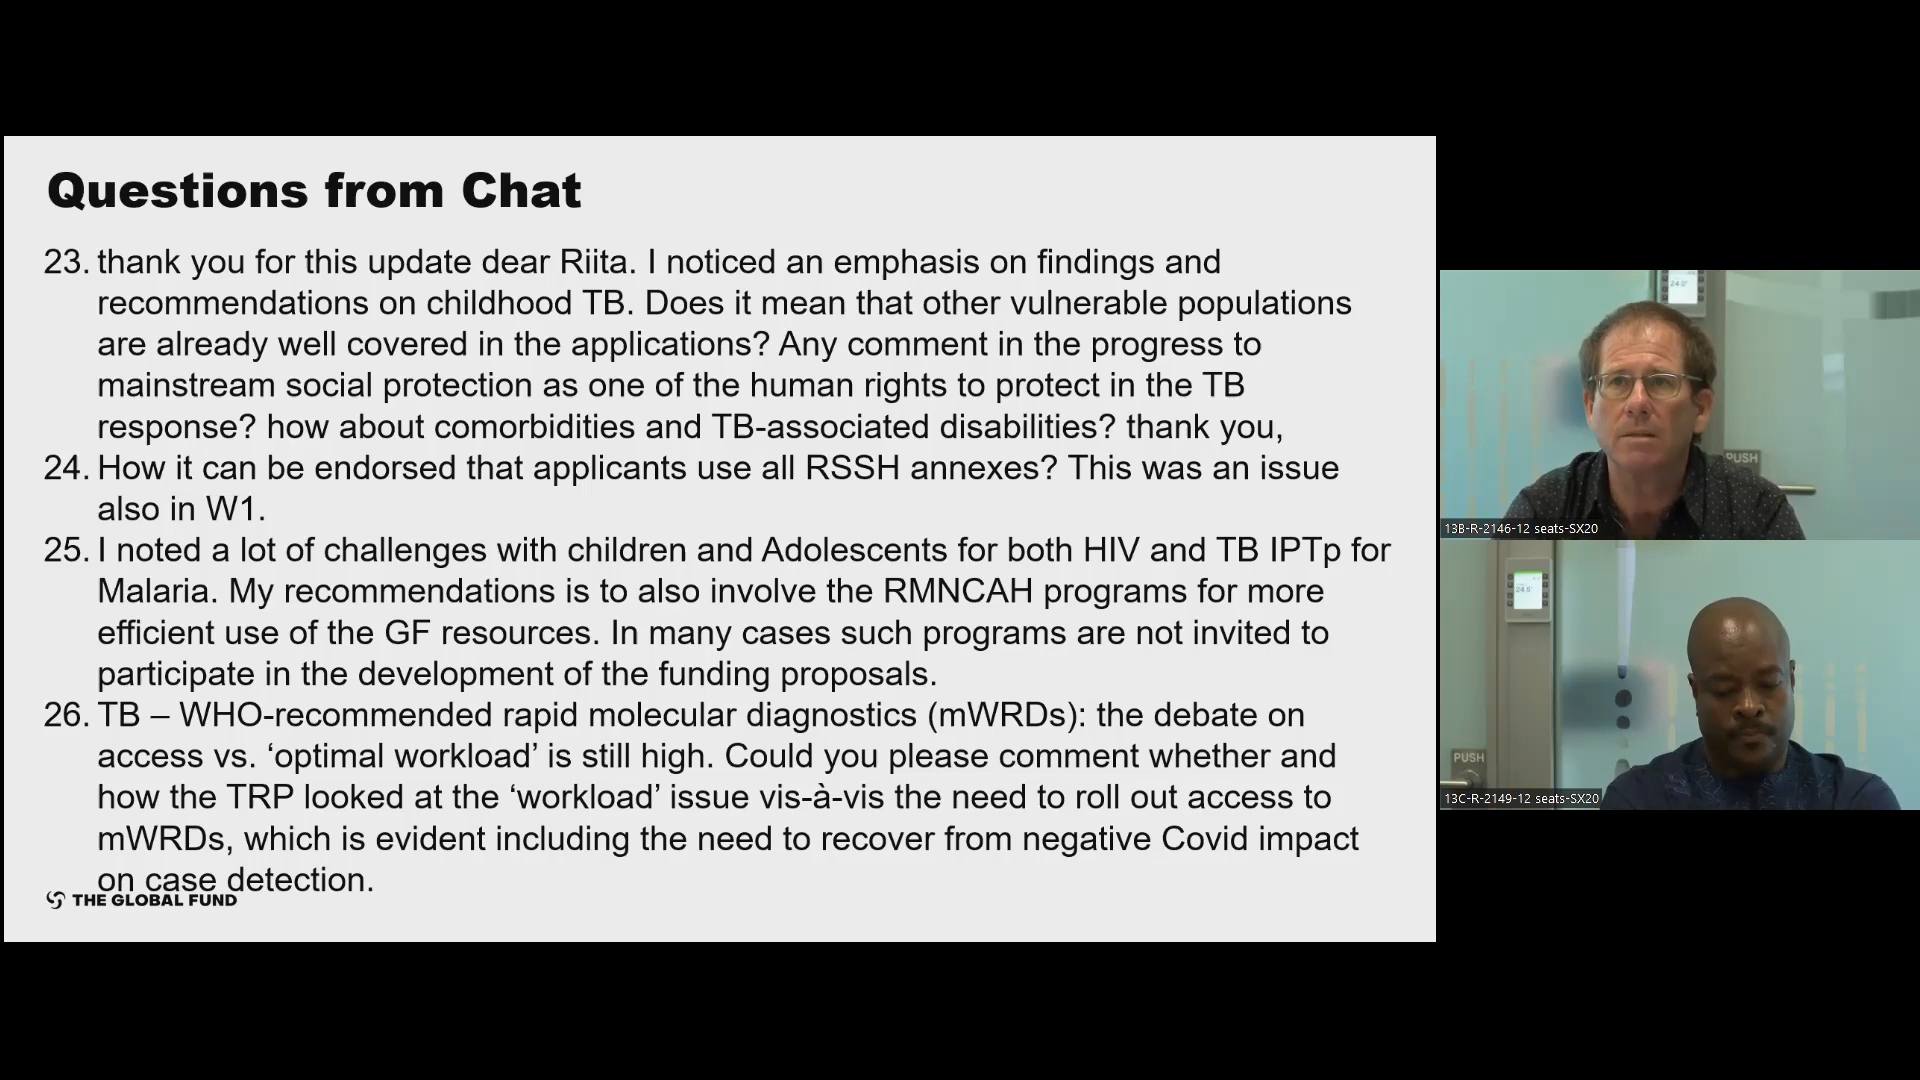 Questions from Chat
23. thank you for this update dear Riita. I noticed an emphasis on findings and
recommendations on childhood TB. Does it mean that other vulnerable populations
are already well covered in the applications? Any comment in the progress to
mainstream social protection as one of the human rights to protect in the TB
response? how about comorbidities and TB-associated disabilities? thank you,
24. How it can be endorsed that applicants use all RSSH annexes? This was an issue
also in W1.
25. I noted a lot of challenges with children and Adolescents for both HIV and TB IPTp for
Malaria. My recommendations is to also involve the RMNCAH programs for more
efficient use of the GF resources. In many cases such programs are not invited to
participate in the development of the funding proposals.
26. TB – WHO-recommended rapid molecular diagnostics (mWRDs): the debate on
access vs. ‘optimal workload’ is still high. Could you please comment whether and
how the TRP looked at the ‘workload’ issue vis-à-vis the need to roll out access to
mWRDs, which is evident including the need to recover from negative Covid impact
on case detection.
THE GLOBAL FUND
24.0°
PUSH
13B-R-2146-12 seats-SX20
24.5°
PUSH
13C-R-2149-12 seats-SX20